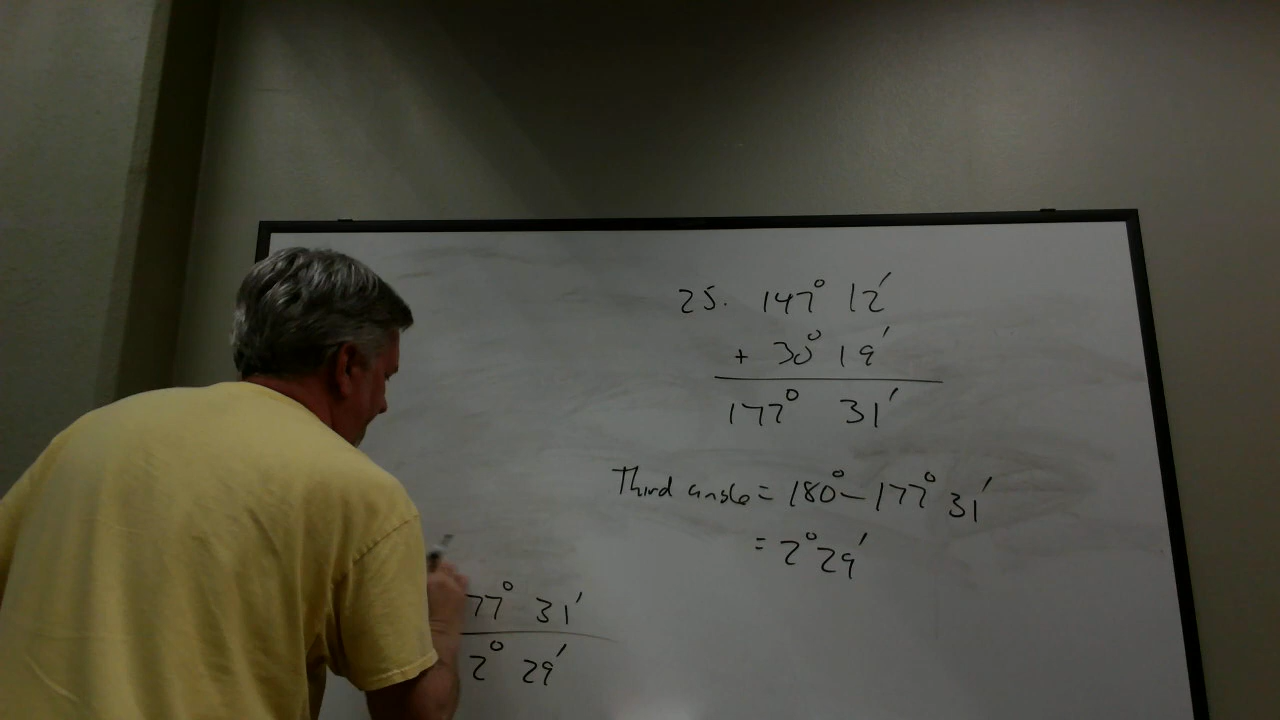 25. 147° 12′
+ 30° 19′
177° 31′
Third angle = 180° − 177° 31′
= 2° 29′
77° 31′
2° 29′